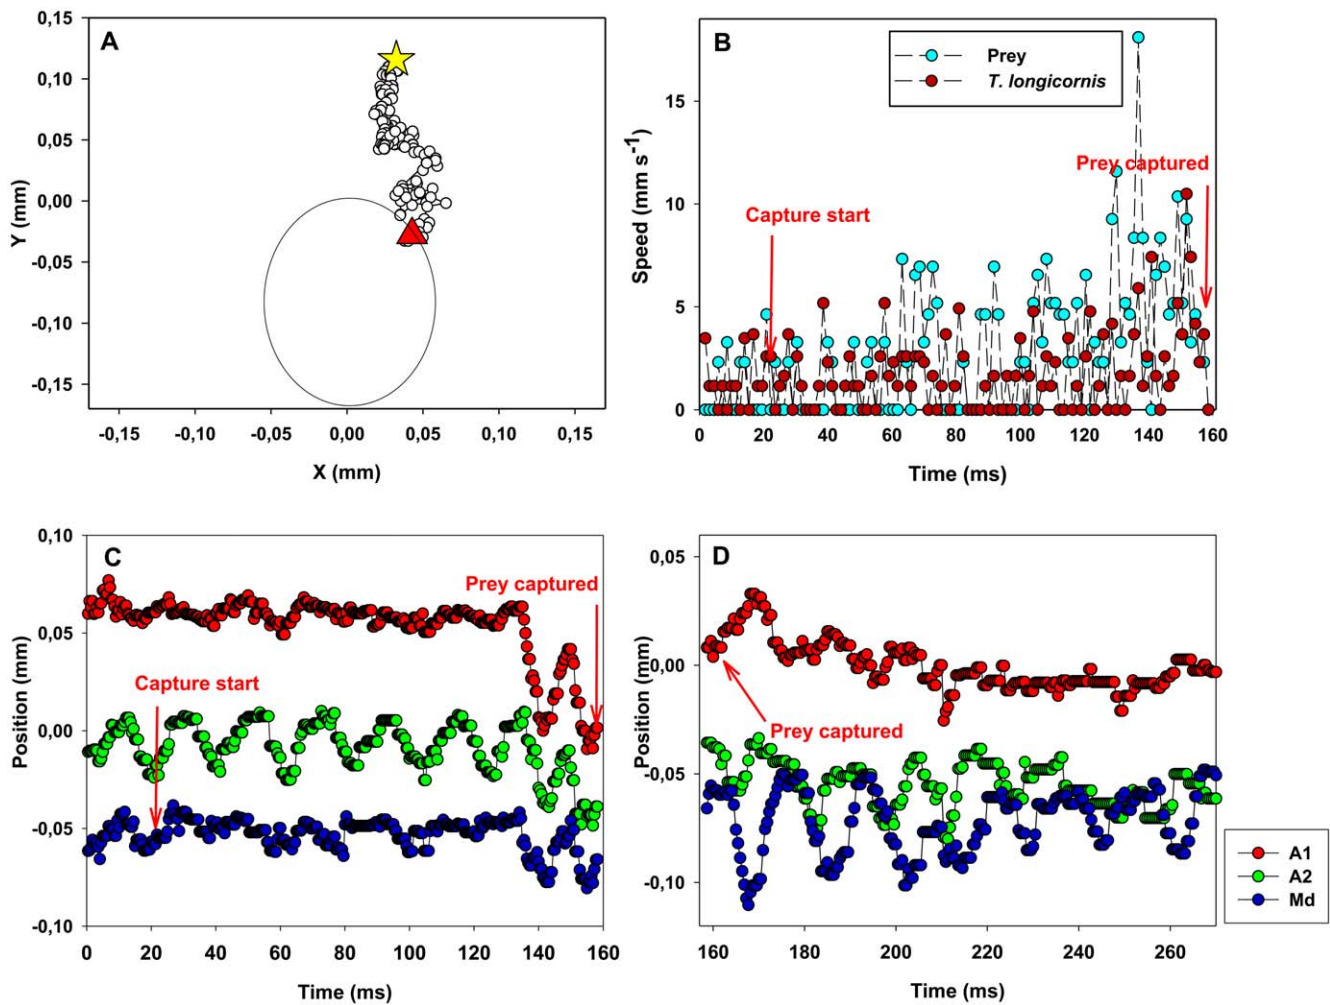 A
0,15
0,10
0,05
0,00
-0,05
-0,10
-0,15
Y (mm)
-0,15 -0,10 -0,05 0,00 0,05 0,10 0,15
X (mm)
B
Prey
T. longicornis
15
10
5
0
Speed (mm s-1)
Capture start
Prey captured
0 20 40 60 80 100 120 140 160
Time (ms)
C
0,10
0,05
0,00
-0,05
-0,10
Position (mm)
Prey captured
Capture start
0 20 40 60 80 100 120 140 160
Time (ms)
D
0,05
0,00
-0,05
-0,10
Position (mm)
Prey captured
160 180 200 220 240 260
Time (ms)
A1
A2
Md